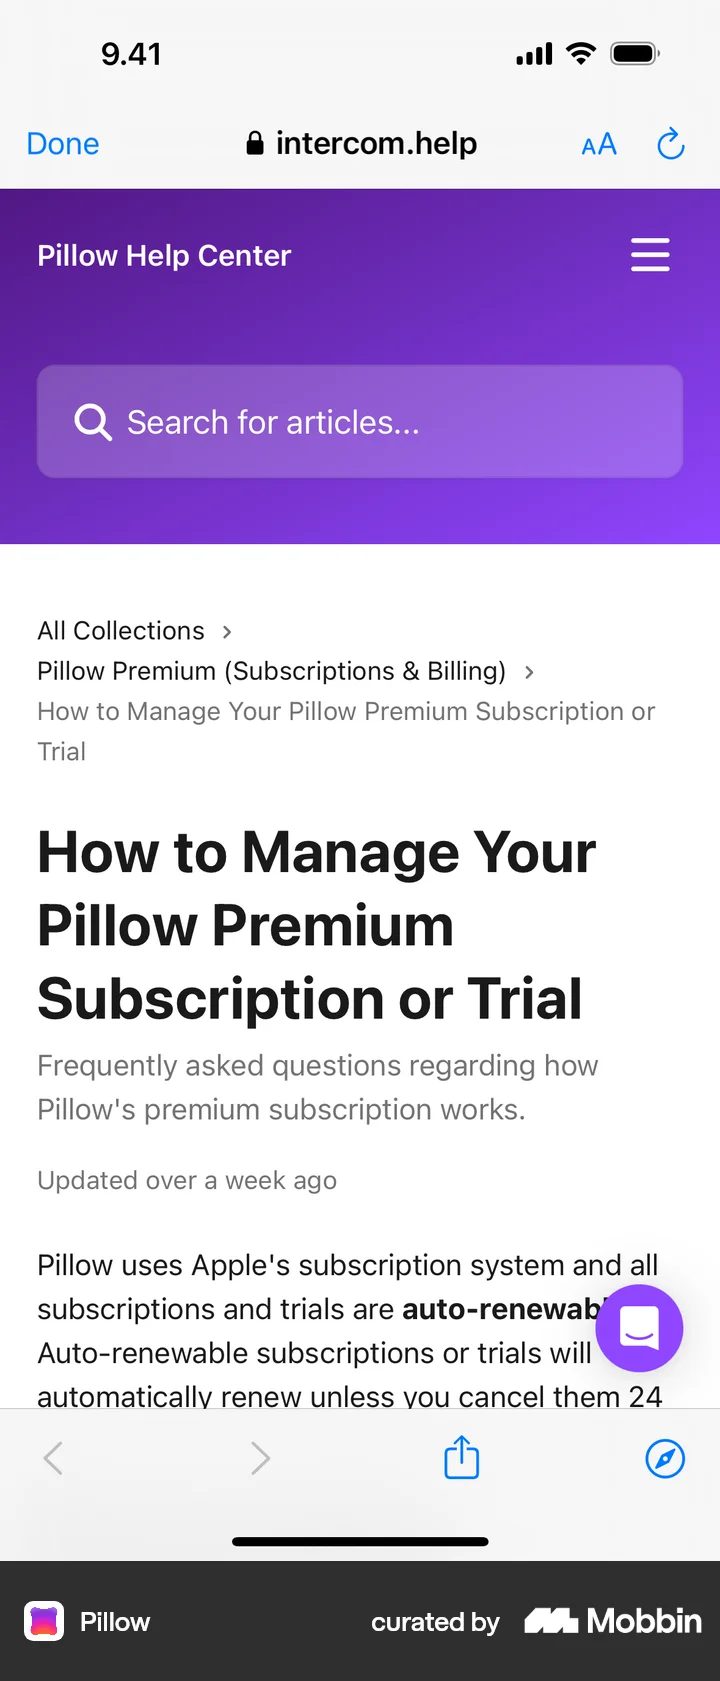 9.41
Done
intercom.help
AA
Pillow Help Center
Search for articles...
All Collections
Pillow Premium (Subscriptions & Billing)
How to Manage Your Pillow Premium Subscription or
Trial
How to Manage Your
Pillow Premium
Subscription or Trial
Frequently asked questions regarding how
Pillow's premium subscription works.
Updated over a week ago
Pillow uses Apple's subscription system and all
subscriptions and trials are
Auto-renewable subscriptions or trials will
automatically renew unless you cancel them 24
Pillow
curated by
Mobbin